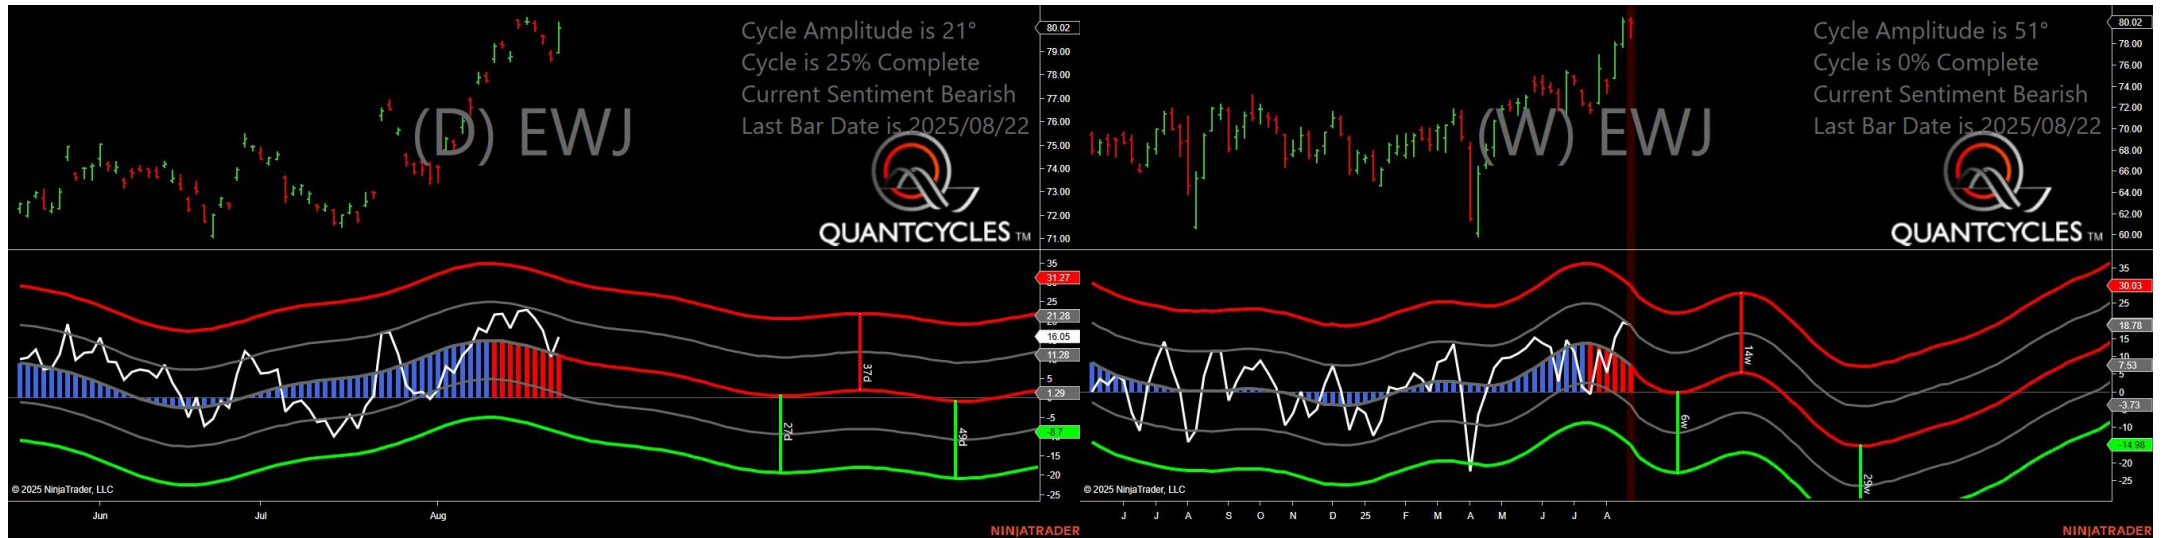 Cycle Amplitude is 21°
Cycle is 25% Complete
Current Sentiment Bearish
Last Bar Date is 2025/08/22
(D) EWJ
QUANTCYCLES TM
80.02
79.00
78.00
77.00
76.00
75.00
74.00
73.00
72.00
71.00
35
31.27
25
21.28
16.05
11.28
5
1.29
-5
-8.7
-15
-20
-25
37d
27d
49d
© 2025 NinjaTrader, LLC
Jun Jul Aug
NINJATRADER
Cycle Amplitude is 51°
Cycle is 0% Complete
Current Sentiment Bearish
Last Bar Date is 2025/08/22
(W) EWJ
QUANTCYCLES TM
80.02
78.00
76.00
74.00
72.00
70.00
68.00
66.00
64.00
62.00
60.00
35
30.03
25
18.78
15
7.53
0
-3.73
-10
-14.98
-20
-25
14w
6w
29w
© 2025 NinjaTrader, LLC
J J A S O N D 25 F M A M J J A
NINJATRADER